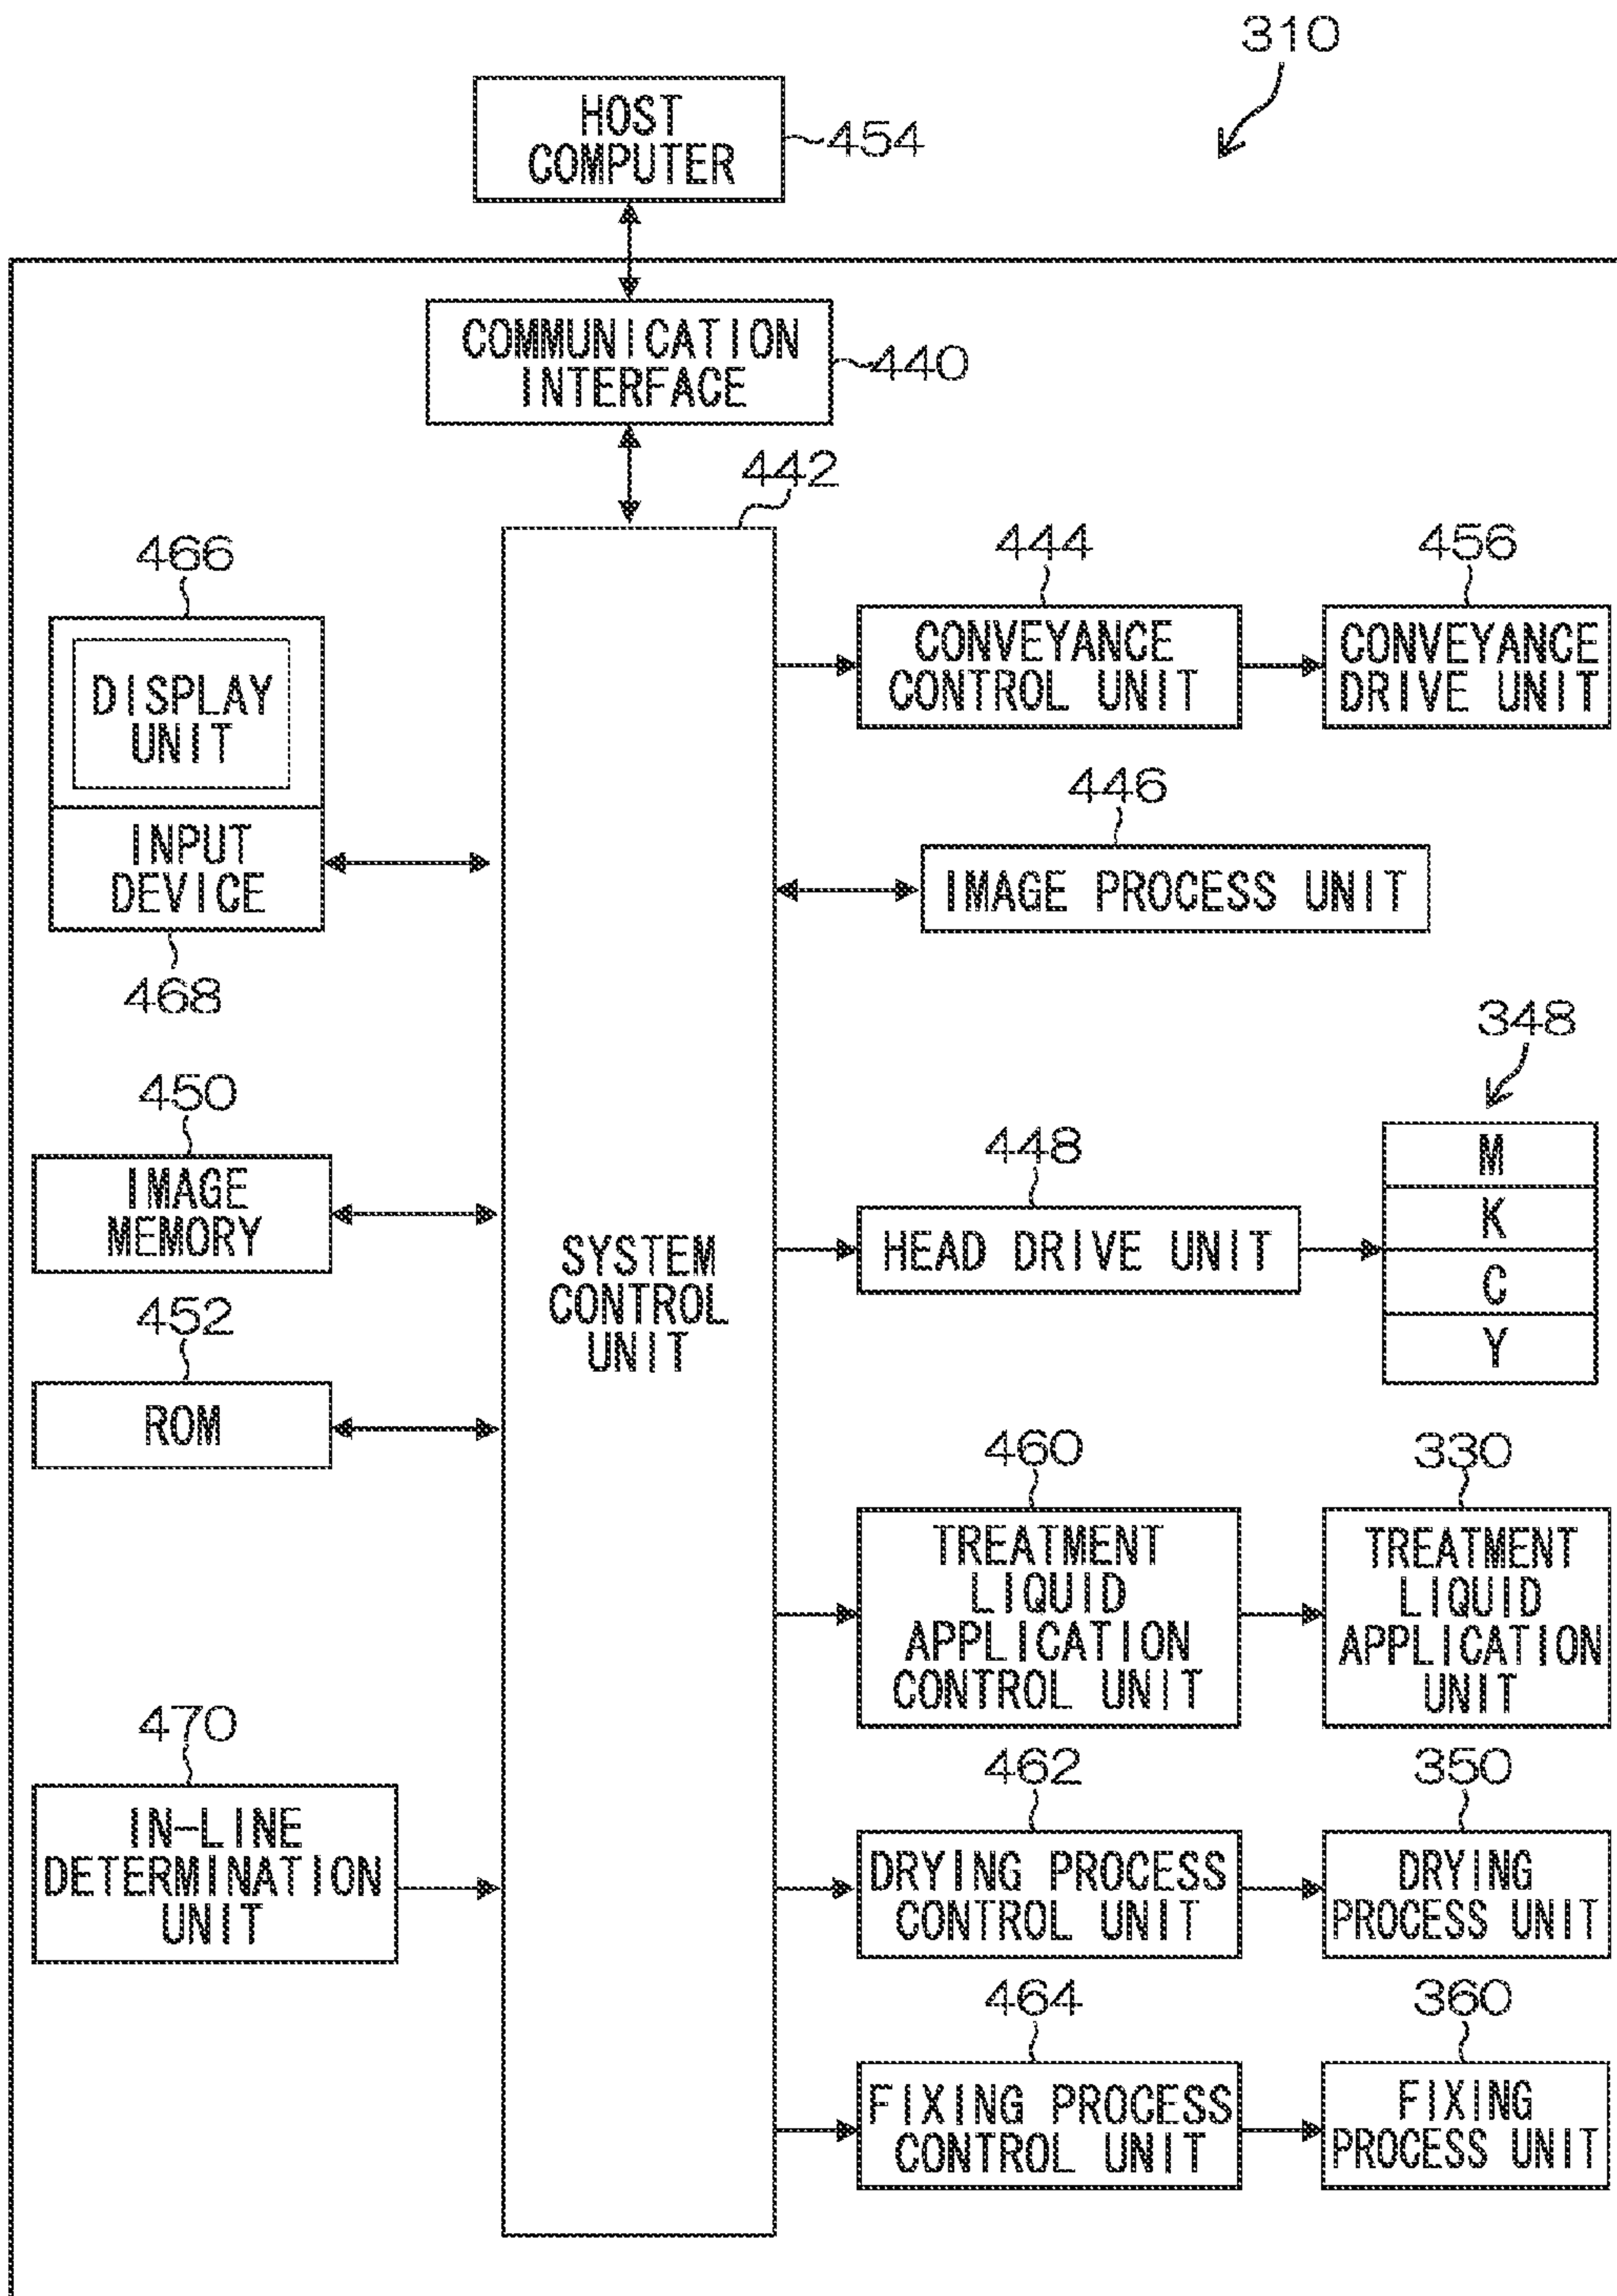 310
HOST
COMPUTER
454
COMMUNICATION
INTERFACE
440
442
466
DISPLAY
UNIT
INPUT
DEVICE
468
444
CONVEYANCE
CONTROL UNIT
456
CONVEYANCE
DRIVE UNIT
446
IMAGE PROCESS UNIT
450
IMAGE
MEMORY
452
ROM
SYSTEM
CONTROL
UNIT
448
HEAD DRIVE UNIT
348
M
K
C
Y
460
TREATMENT
LIQUID
APPLICATION
CONTROL UNIT
330
TREATMENT
LIQUID
APPLICATION
UNIT
470
IN-LINE
DETERMINATION
UNIT
462
DRYING PROCESS
CONTROL UNIT
350
DRYING
PROCESS UNIT
464
FIXING PROCESS
CONTROL UNIT
360
FIXING
PROCESS UNIT